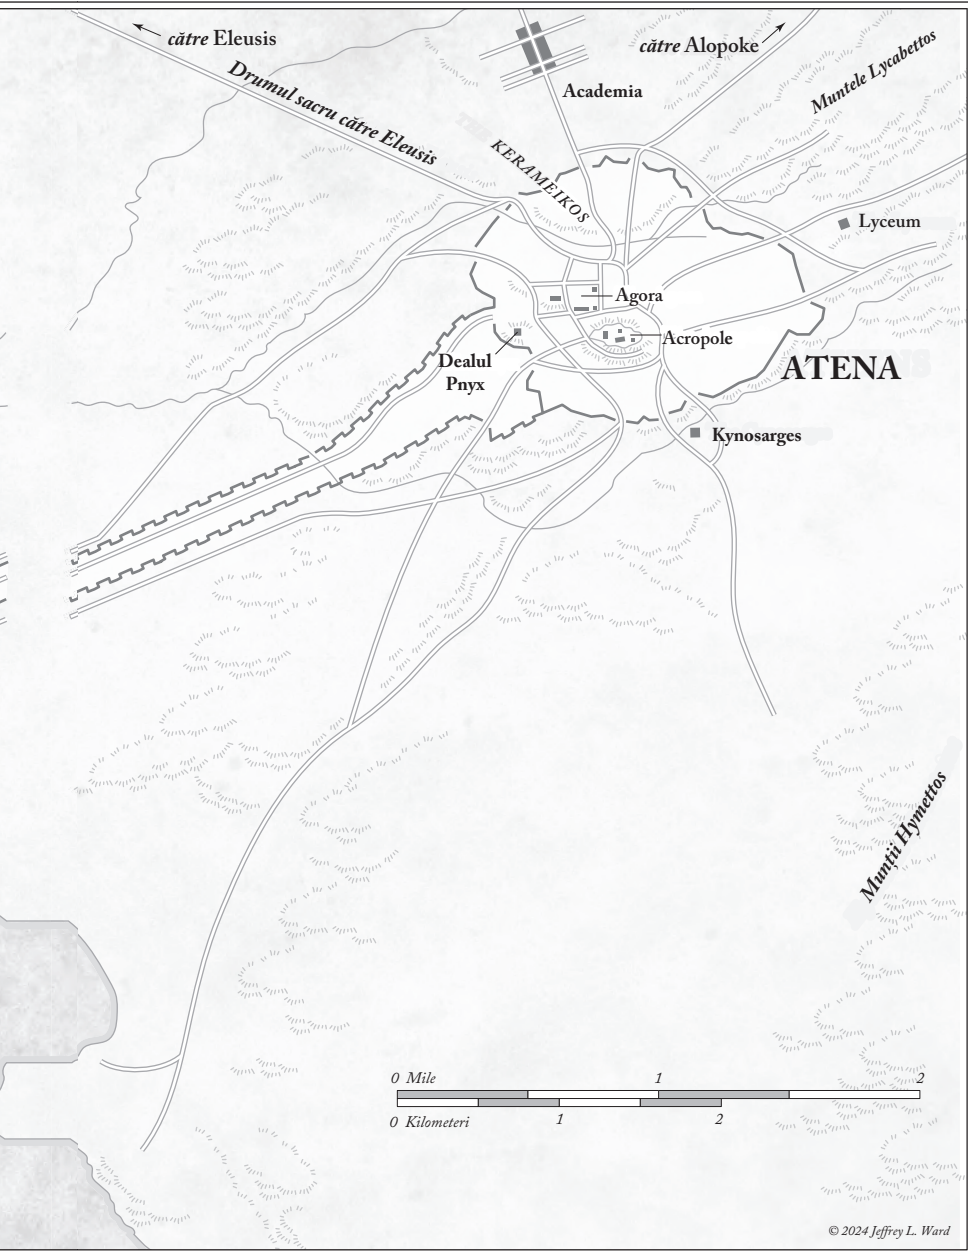 către Eleusis
către Alopoke
Muntele Lycabettos
Drumul sacru către Eleusis
Academia
KERAMEIKOS
Lyceum
Agora
Acropole
Dealul
Pnyx
ATENA
Kynosarges
Munții Hymettos
0 Mile 1 2
0 Kilometeri 1 2
© 2024 Jeffrey L. Ward